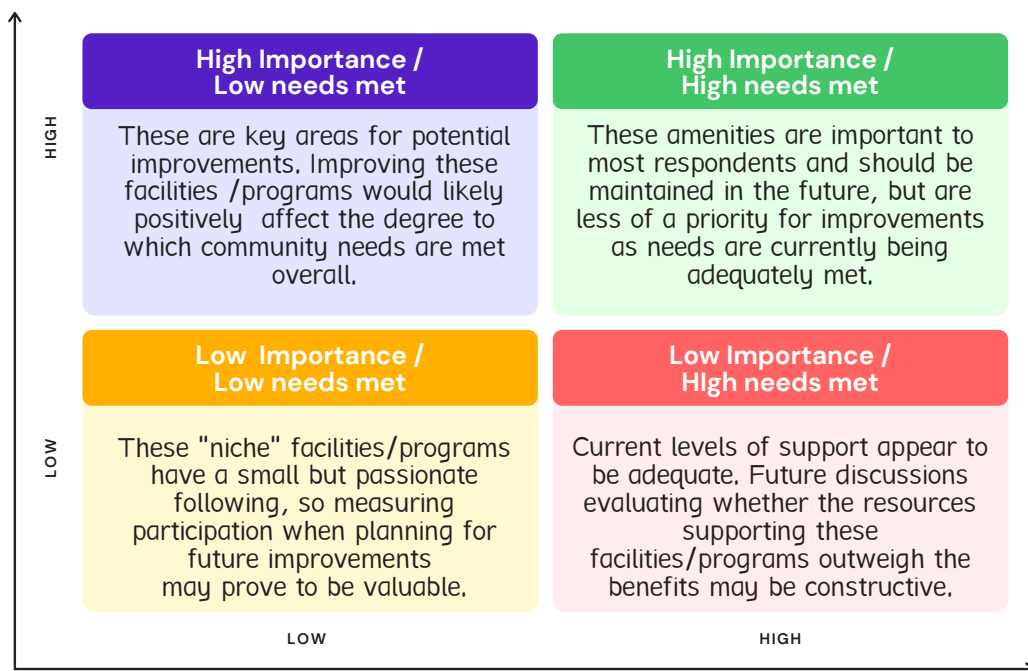 HIGH
High Importance /
Low needs met
These are key areas for potential
improvements. Improving these
facilities /programs would likely
positively  affect the degree to
which community needs are met
overall.
High Importance /
High needs met
These amenities are important to
most respondents and should be
maintained in the future, but are
less of a priority for improvements
as needs are currently being
adequately met.
LOW
Low  Importance /
Low needs met
These "niche" facilities/programs
have a small but passionate
following, so measuring
participation when planning for
future improvements
may prove to be valuable.
Low Importance /
HIgh needs met
Current levels of support appear to
be adequate. Future discussions
evaluating whether the resources
supporting these
facilities/programs outweigh the
benefits may be constructive.
LOW
HIGH